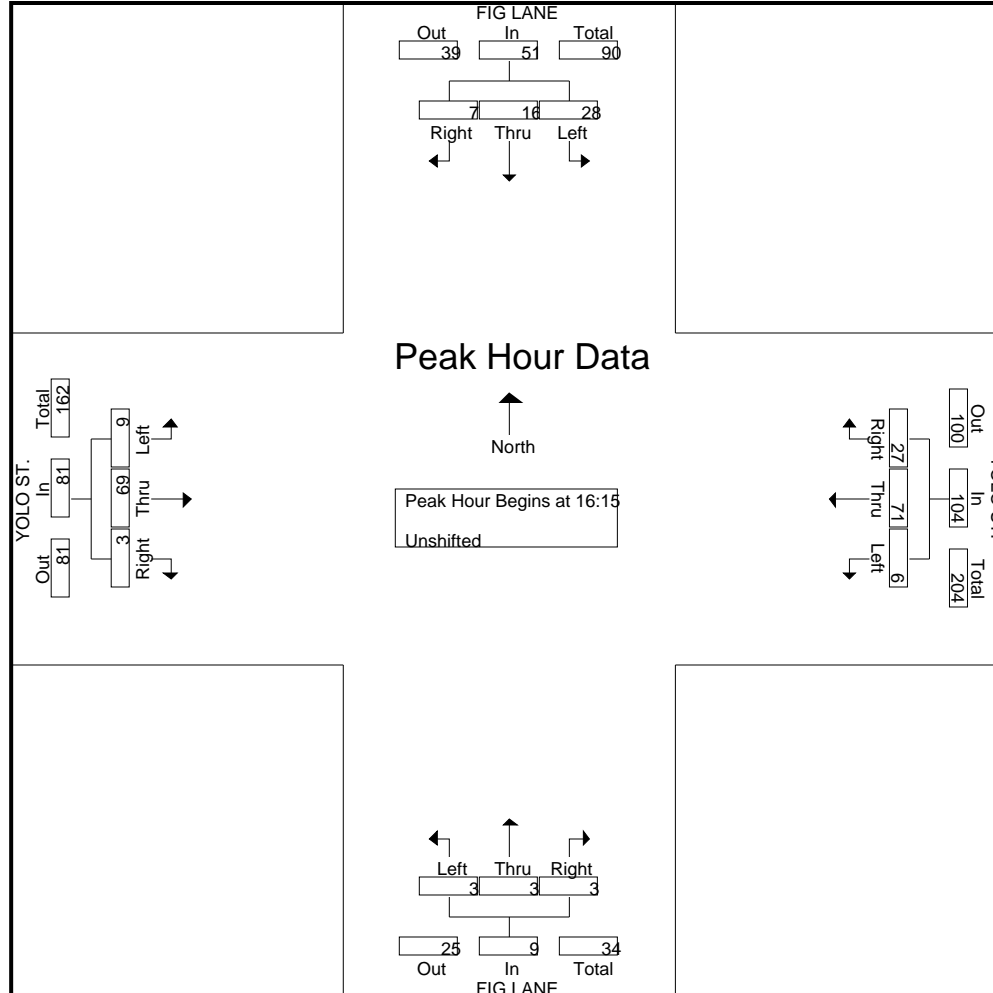 FIG LANE
Out In Total
39 51 90
7 16 28
Right Thru Left
Peak Hour Data
North
Peak Hour Begins at 16:15
Unshifted
YOLO ST.
Total In Out
162 81 81
9 69 3
Left Thru Right
Right Thru Left
27 71 6
100 104 204
Out In Total
Left Thru Right
3 3 3
25 9 34
Out In Total
FIG LANE